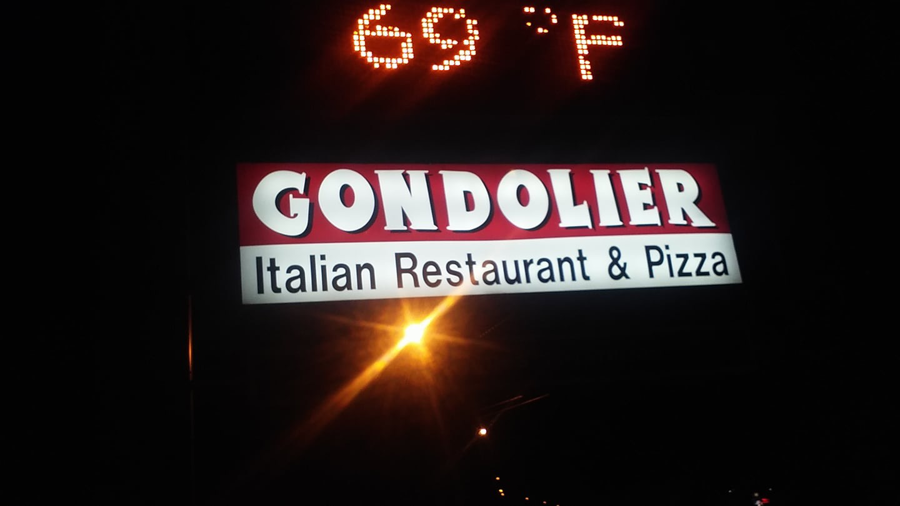 69 °F
GONDOLIER
Italian Restaurant & Pizza